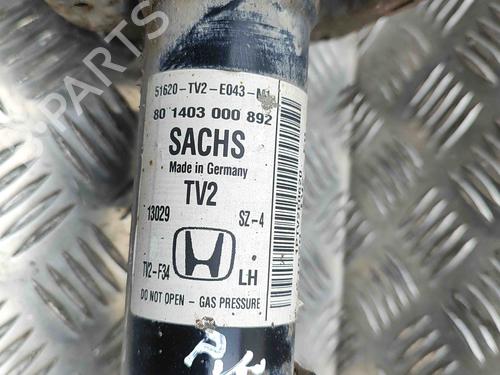 51620-TV2-E043-M1
80 1403 000 892
SACHS
Made in Germany
TV2
13029 SZ-4
TV2-F34 LH
DO NOT OPEN - GAS PRESSURE
B-PARTS